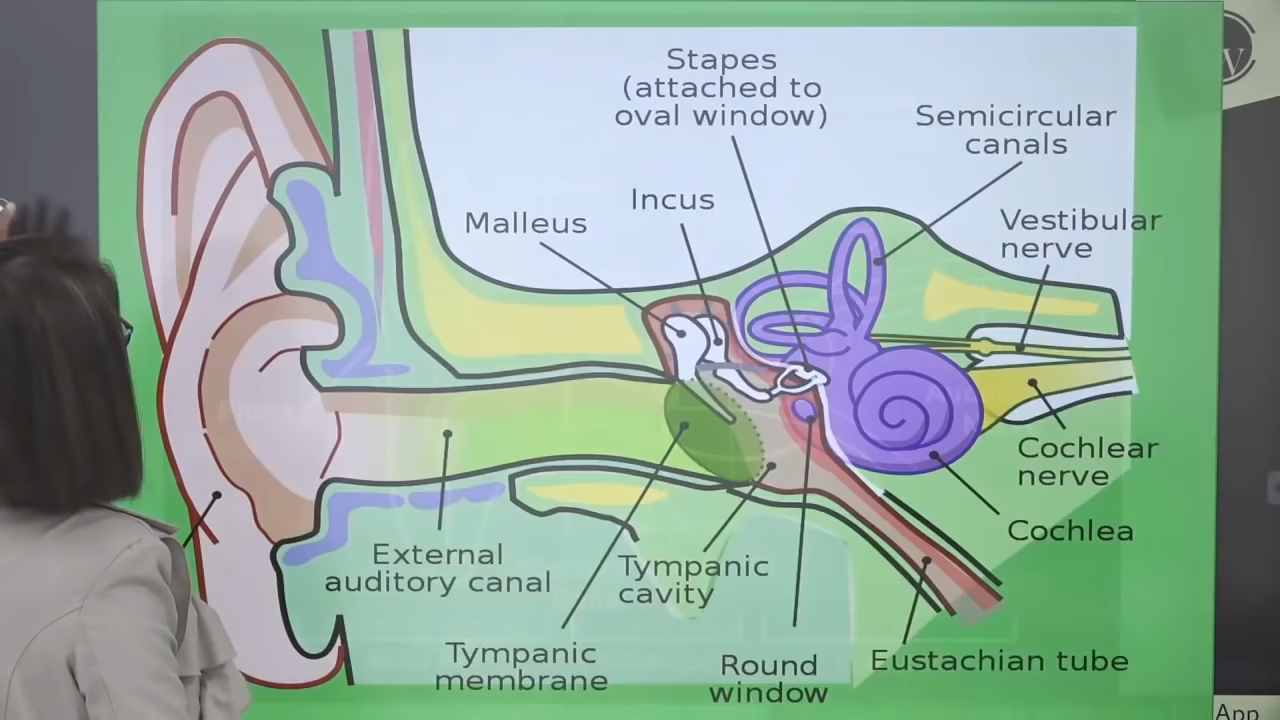 Stapes
(attached to
oval window)
Semicircular
canals
Incus
Malleus
Vestibular
nerve
Cochlear
nerve
Cochlea
External
auditory canal
Tympanic
cavity
Tympanic
membrane
Round
window
Eustachian tube
W
App